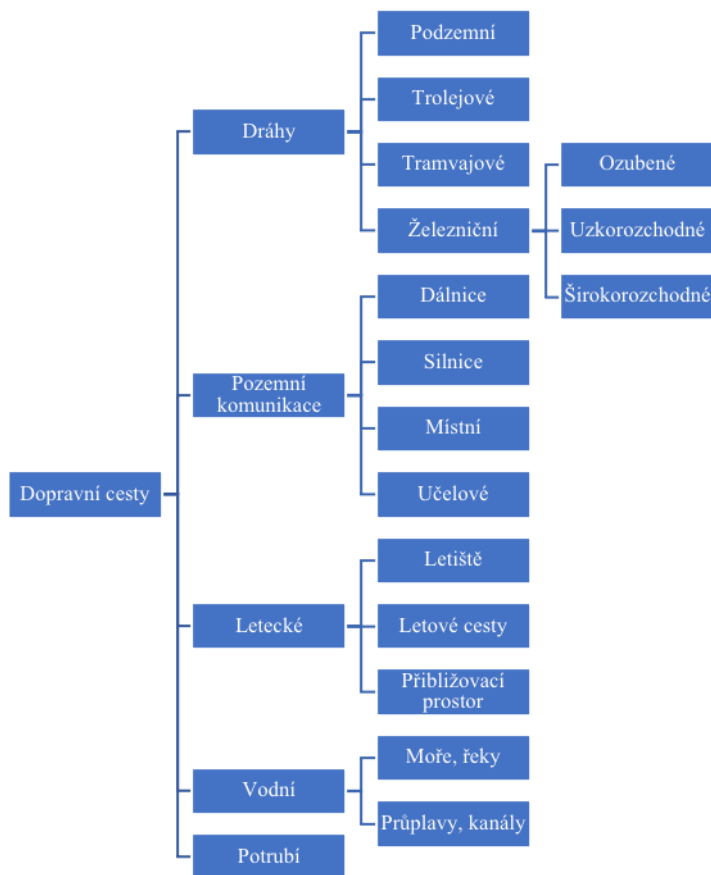 Podzemní
Trolejové
Dráhy
Tramvajové
Ozubené
Železniční
Uzkorozchodné
Širokorozchodné
Dálnice
Silnice
Pozemní
komunikace
Místní
Dopravní cesty
Učelové
Letiště
Letecké
Letové cesty
Přibližovací
prostor
Moře, řeky
Vodní
Průplavy, kanály
Potrubí